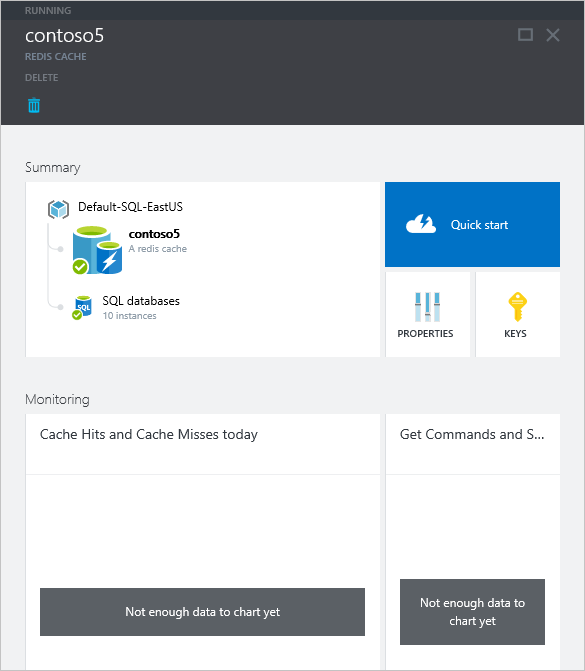 RUNNING
contoso5
REDIS CACHE
DELETE
Summary
Default-SQL-EastUS
contoso5
A redis cache
SQL
SQL databases
10 instances
Quick start
PROPERTIES
KEYS
Monitoring
Cache Hits and Cache Misses today
Not enough data to chart yet
Get Commands and S...
Not enough data to
chart yet